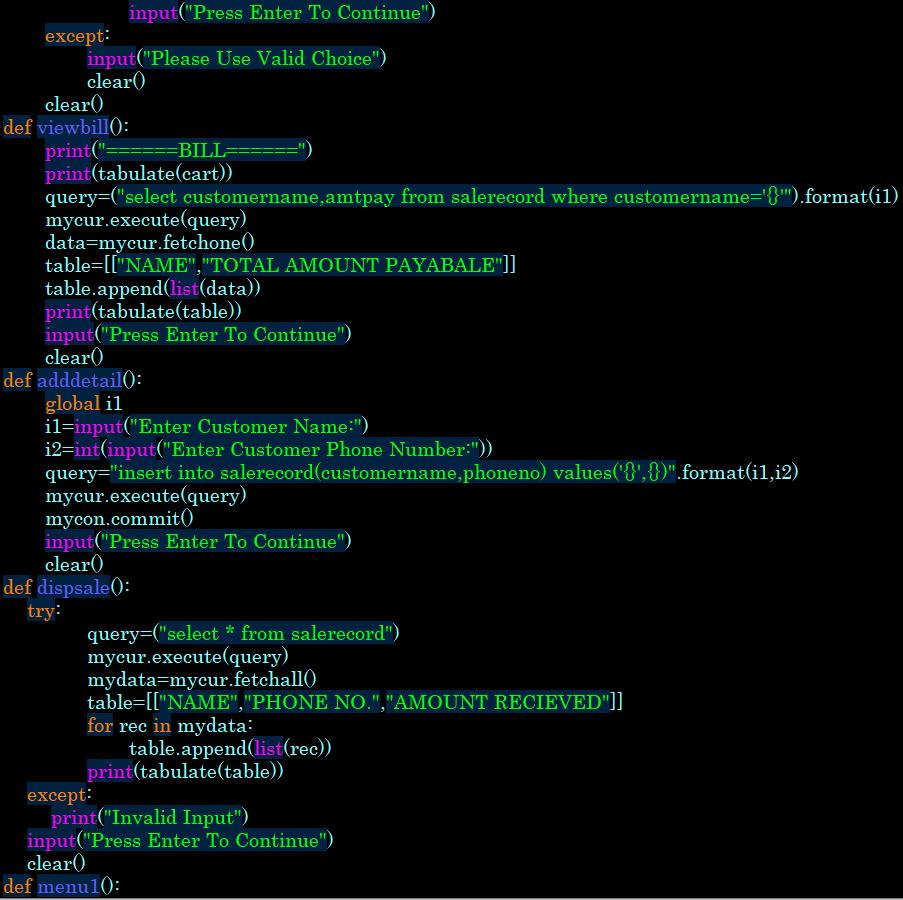 input("Press Enter To Continue")
except:
input("Please Use Valid Choice")
clear()
clear()
def viewbill():
print("======BILL======")
print(tabulate(cart))
query=("select customername,amtpay from salerecord where customername='{}'").format(i1)
mycur.execute(query)
data=mycur.fetchone()
table=[["NAME","TOTAL AMOUNT PAYABALE"]]
table.append(list(data))
print(tabulate(table))
input("Press Enter To Continue")
clear()
def adddetail():
global i1
i1=input("Enter Customer Name:")
i2=int(input("Enter Customer Phone Number:"))
query="insert into salerecord(customername,phoneno) values('{}',{})".format(i1,i2)
mycur.execute(query)
mycon.commit()
input("Press Enter To Continue")
clear()
def dispsale():
try:
query=("select * from salerecord")
mycur.execute(query)
mydata=mycur.fetchall()
table=[["NAME","PHONE NO.","AMOUNT RECIEVED"]]
for rec in mydata:
table.append(list(rec))
print(tabulate(table))
except:
print("Invalid Input")
input("Press Enter To Continue")
clear()
def menu1():